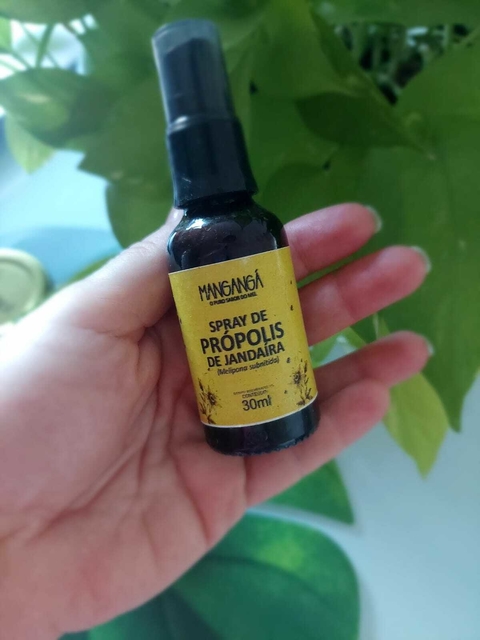 MANGANGÁ
O PURO SABOR DO MEL
SPRAY DE
PRÓPOLIS
DE JANDAÍRA
(Melipona subnitida)
30ml